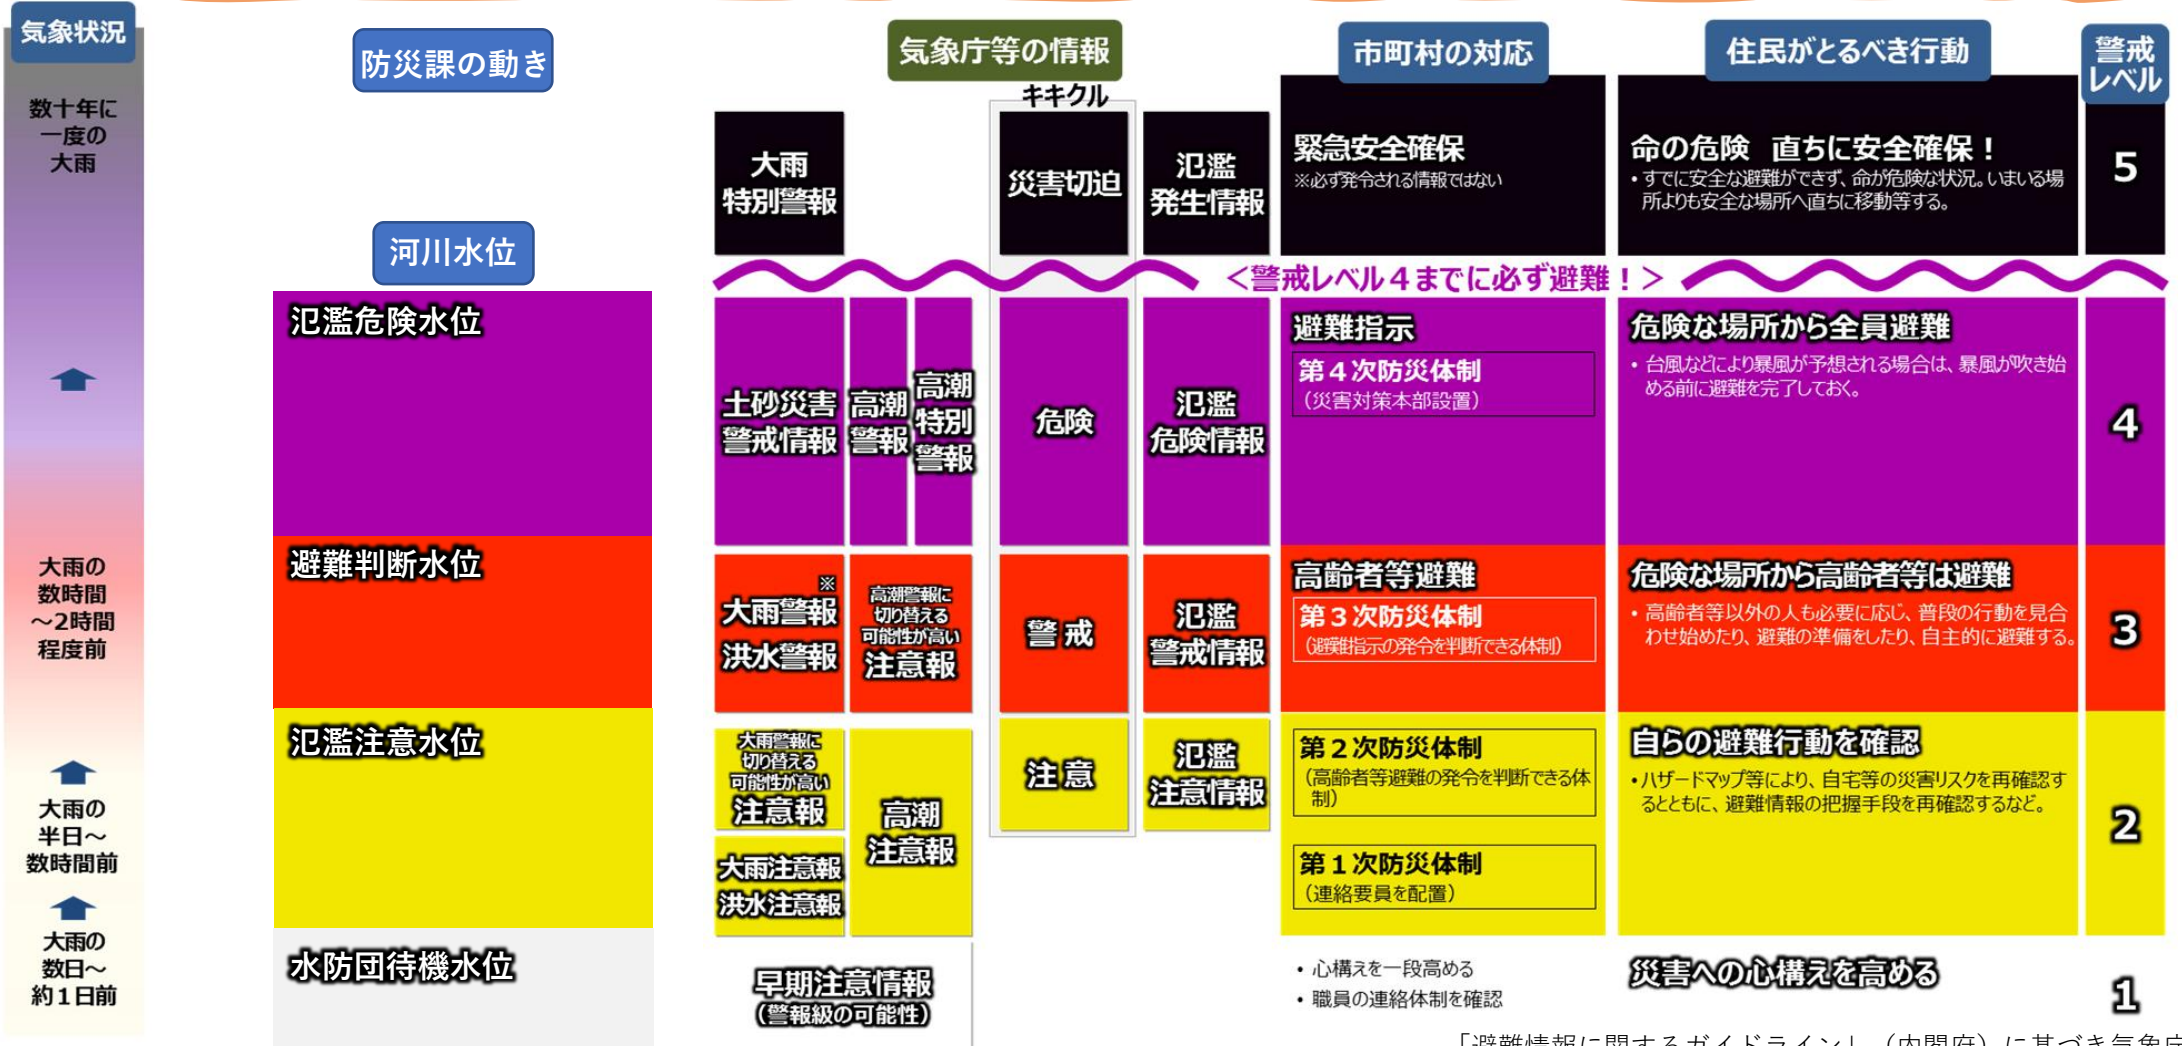 気象状況
数十年に
一度の
大雨
大雨の
数時間
～2時間
程度前
大雨の
半日～
数時間前
大雨の
数日～
約１日前
防災課の動き
河川水位
氾濫危険水位
避難判断水位
氾濫注意水位
水防団待機水位
気象庁等の情報
キキクル
大雨
特別警報
災害切迫
氾濫
発生情報
土砂災害
警戒情報
高潮
警報
高潮
特別
警報
危険
氾濫
危険情報
※
大雨警報
洪水警報
高潮警報に
切り替える
可能性が高い
注意報
警戒
氾濫
警戒情報
大雨警報に
切り替える
可能性が高い
注意報
大雨注意報
洪水注意報
高潮
注意報
注意
氾濫
注意情報
早期注意情報
（警報級の可能性）
＜警戒レベル４までに必ず避難！＞
市町村の対応
緊急安全確保
※必ず発令される情報ではない
避難指示
第４次防災体制
（災害対策本部設置）
高齢者等避難
第３次防災体制
（避難指示の発令を判断できる体制）
第２次防災体制
（高齢者等避難の発令を判断できる体
制）
第１次防災体制
（連絡要員を配置）
• 心構えを一段高める
• 職員の連絡体制を確認
住民がとるべき行動
命の危険 直ちに安全確保！
• すでに安全な避難ができず、命が危険な状況。いまいる場
所よりも安全な場所へ直ちに移動等する。
危険な場所から全員避難
• 台風などにより暴風が予想される場合は、暴風が吹き始
める前に避難を完了しておく。
危険な場所から高齢者等は避難
• 高齢者等以外の人も必要に応じ、普段の行動を見合
わせ始めたり、避難の準備をしたり、自主的に避難する。
自らの避難行動を確認
• ハザードマップ等により、自宅等の災害リスクを再確認す
るとともに、避難情報の把握手段を再確認するなど。
災害への心構えを高める
警戒
レベル
5
4
3
2
1
「避難情報に関するガイドライン」（内閣府）に基づき気象庁